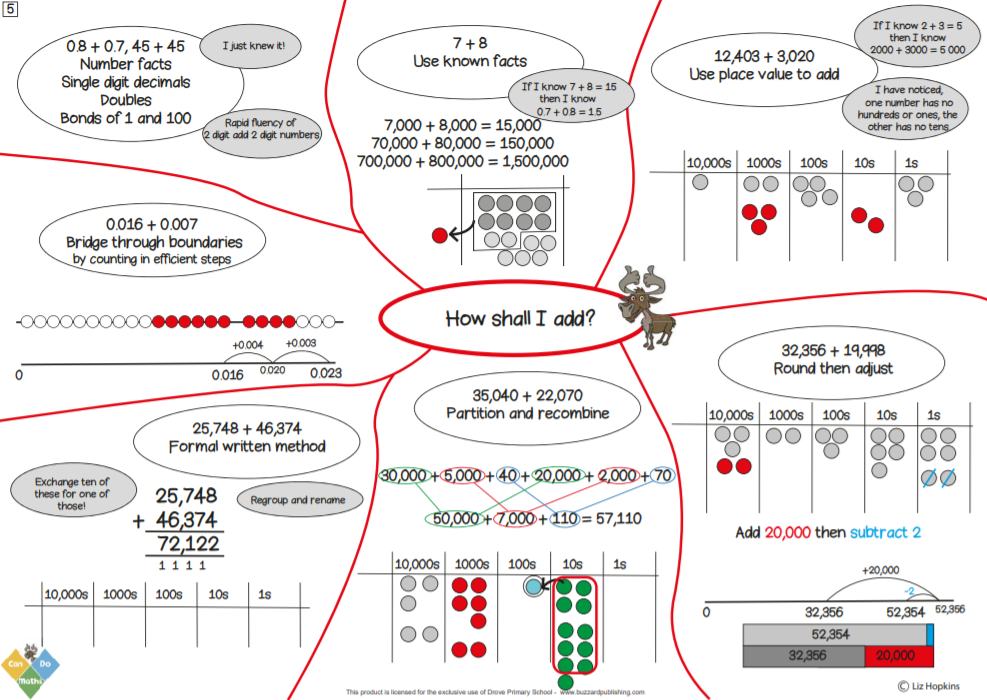 5
0.8 + 0.7, 45 + 45
Number facts
Single digit decimals
Doubles
Bonds of 1 and 100
I just knew it!
Rapid fluency of
2 digit add 2 digit numbers
7 + 8
Use known facts
If I know 7 + 8 = 15
then I know
0.7 + 0.8 = 1.5
7,000 + 8,000 = 15,000
70,000 + 80,000 = 150,000
700,000 + 800,000 = 1,500,000
12,403 + 3,020
Use place value to add
If I know 2 + 3 = 5
then I know
2000 + 3000 = 5 000
I have noticed,
one number has no
hundreds or ones, the
other has no tens
10,000s 1000s 100s 10s 1s
0.016 + 0.007
Bridge through boundaries
by counting in efficient steps
+0.004 +0.003
0 0.016 0.020 0.023
How shall I add?
32,356 + 19,998
Round then adjust
10,000s 1000s 100s 10s 1s
Add 20,000 then subtract 2
+20,000
-2
0 32,356 52,354 52,356
52,354
32,356 20,000
25,748 + 46,374
Formal written method
Exchange ten of
these for one of
those!
Regroup and rename
25,748
+ 46,374
72,122
1 1 1 1
10,000s 1000s 100s 10s 1s
35,040 + 22,070
Partition and recombine
30,000 + 5,000 + 40 + 20,000 + 2,000 + 70
50,000 + 7,000 + 110 = 57,110
10,000s 1000s 100s 10s 1s
Can Do
Maths
This product is licensed for the exclusive use of Drove Primary School - www.buzzardpublishing.com
© Liz Hopkins